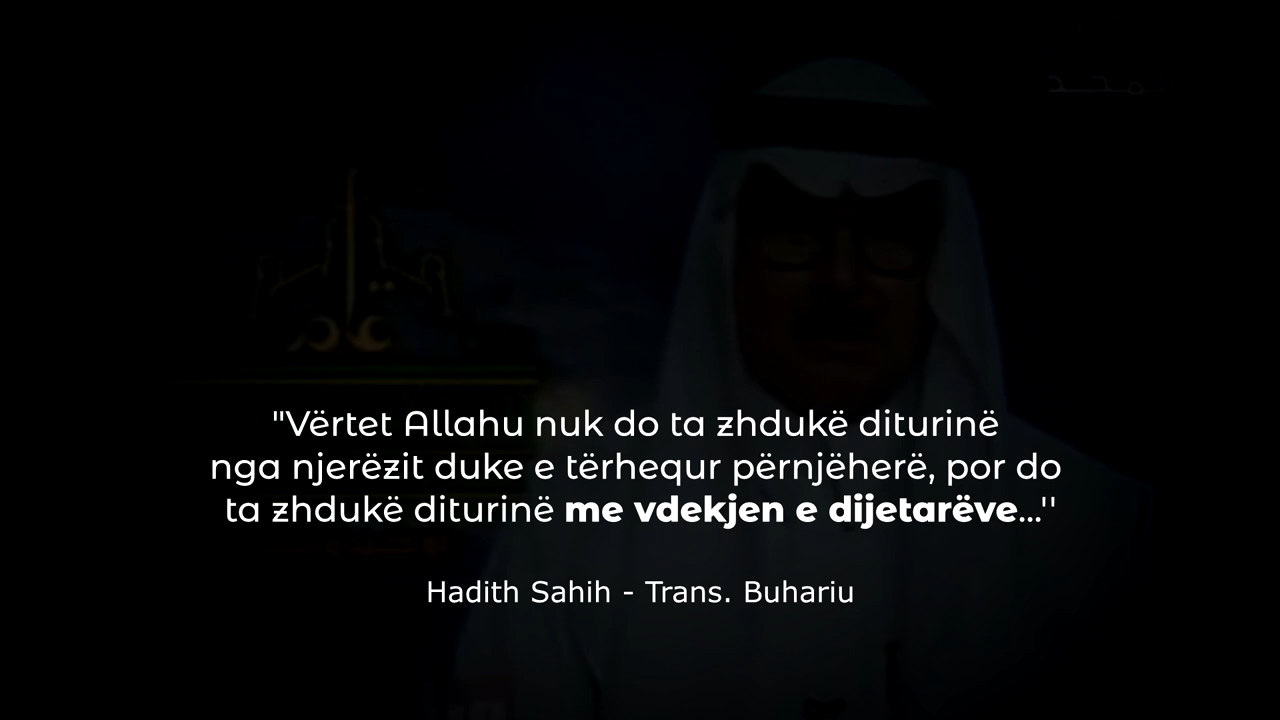 "Vërtet Allahu nuk do ta zhdukë diturinë
nga njerëzit duke e tërhequr përnjëherë, por do
ta zhdukë diturinë me vdekjen e dijetarëve...''
Hadith Sahih - Trans. Buhariu